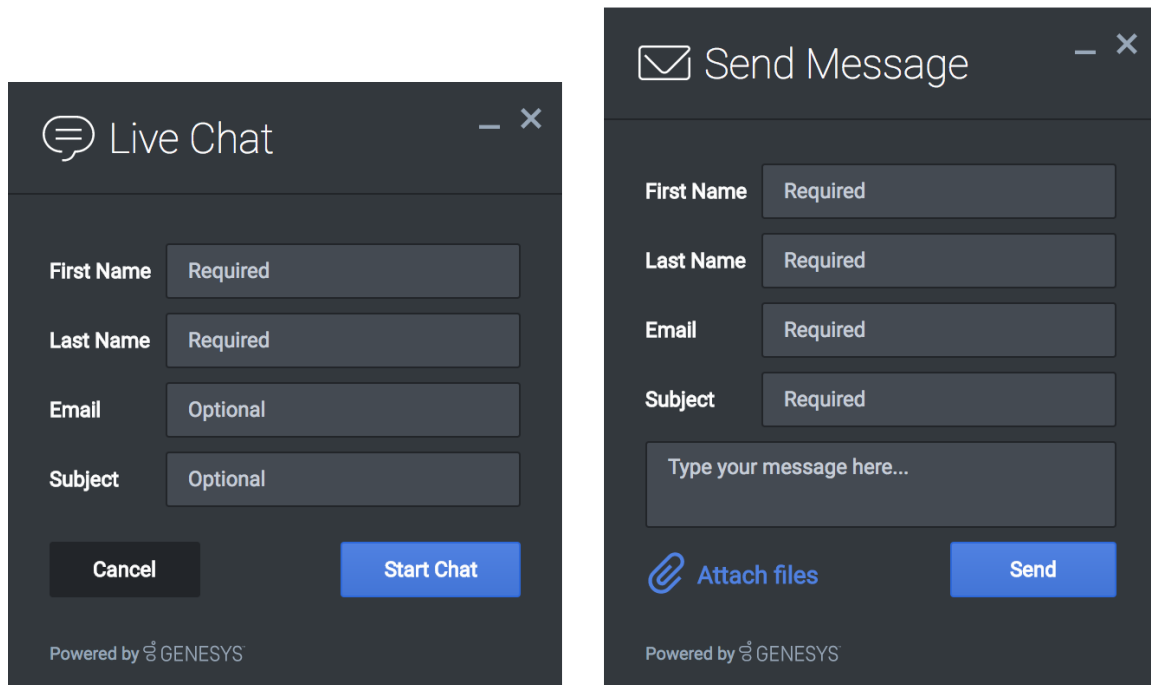 Live Chat
First Name Required
Last Name Required
Email Optional
Subject Optional
Cancel Start Chat
Powered by GENESYS
Send Message
First Name Required
Last Name Required
Email Required
Subject Required
Type your message here...
Attach files Send
Powered by GENESYS